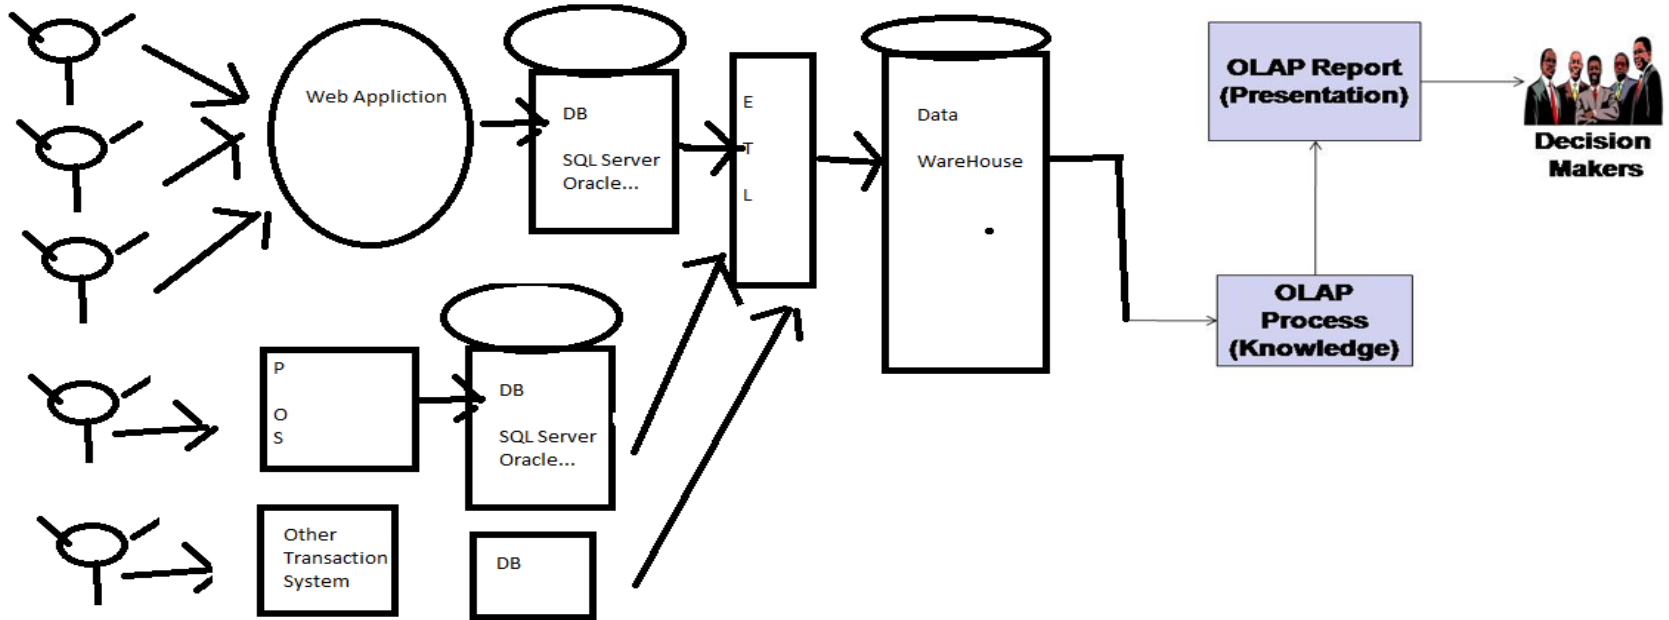 Web Appliction
DB
SQL Server
Oracle...
E
T
L
Data
WareHouse
OLAP Report
(Presentation)
Decision
Makers
OLAP
Process
(Knowledge)
P
O
S
DB
SQL Server
Oracle...
Other
Transaction
System
DB